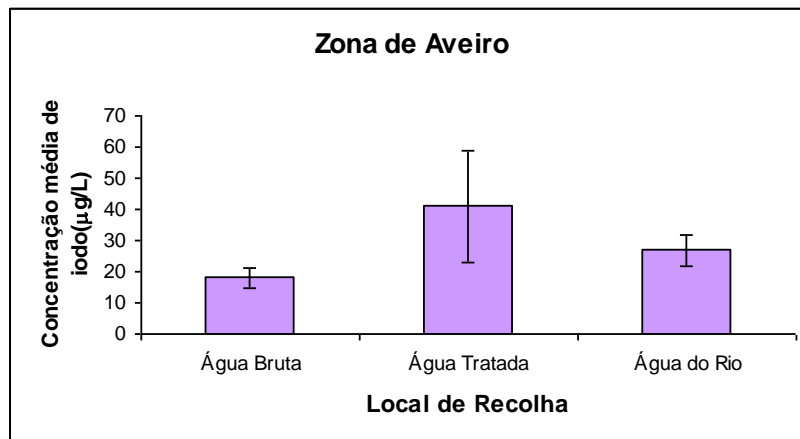 Zona de Aveiro
Concentração média de
iodo(µg/L)
70
60
50
40
30
20
10
0
Água Bruta
Água Tratada
Água do Rio
Local de Recolha